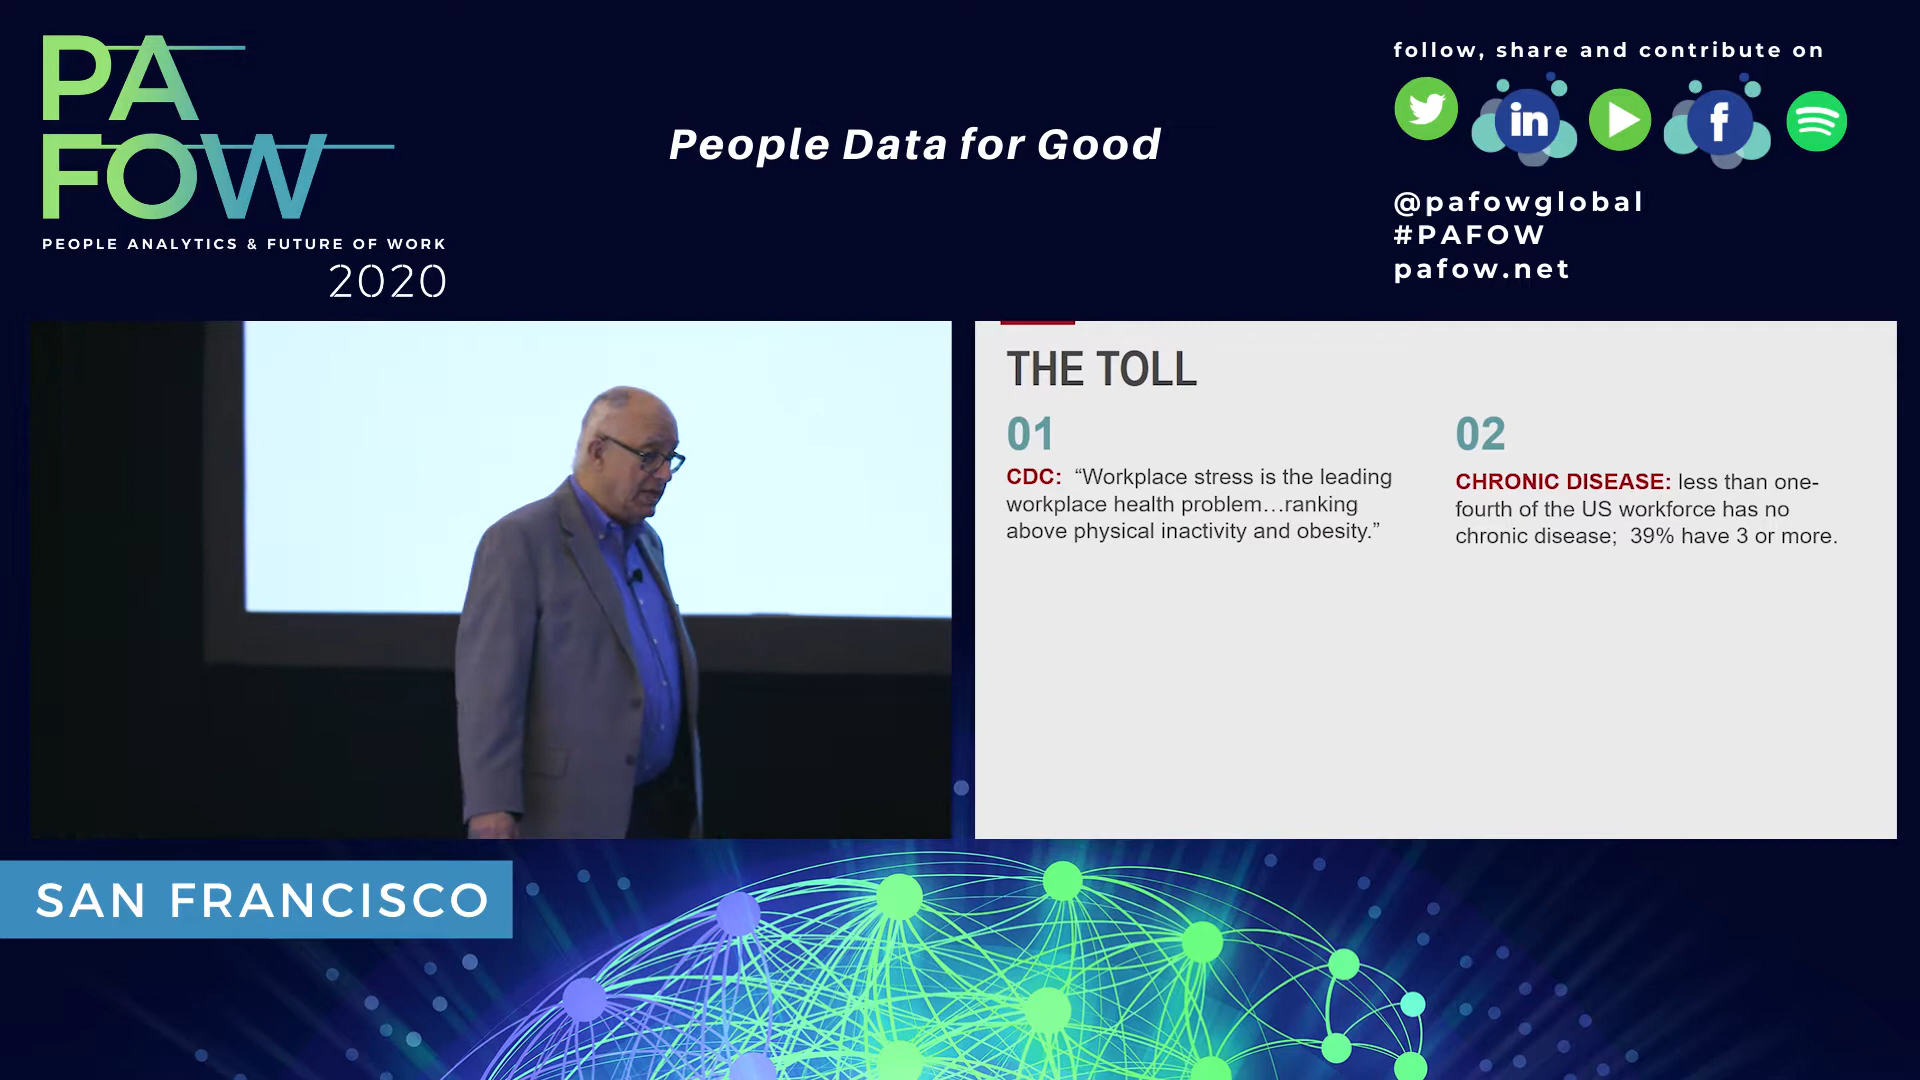 PA
FOW
PEOPLE ANALYTICS & FUTURE OF WORK
2020
People Data for Good
follow, share and contribute on
in
f
@pafowglobal
#PAFOW
pafow.net
THE TOLL
01
CDC: “Workplace stress is the leading
workplace health problem…ranking
above physical inactivity and obesity.”
02
CHRONIC DISEASE: less than one-
fourth of the US workforce has no
chronic disease; 39% have 3 or more.
SAN FRANCISCO